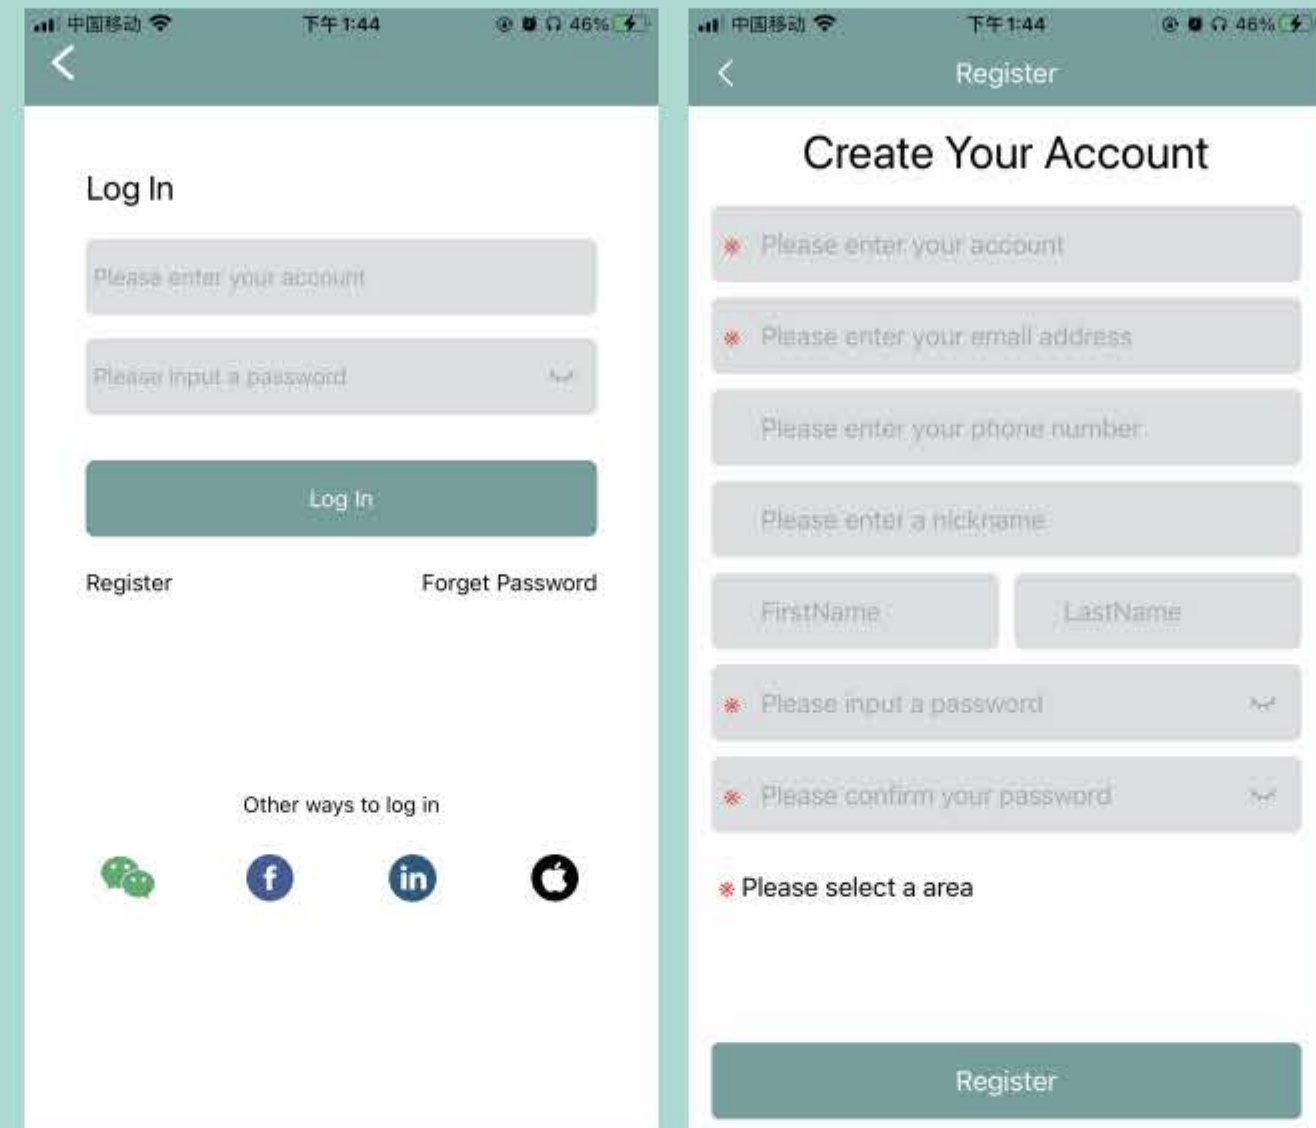 中国移动 下午1:44 46%
Log In
Please enter your account
Please input a password
Log In
Register Forget Password
Other ways to log in
f in
中国移动 下午1:44 46%
Register
Create Your Account
※ Please enter your account
※ Please enter your email address
Please enter your phone number
Please enter a nickname
FirstName LastName
※ Please input a password
※ Please confirm your password
※ Please select a area
Register